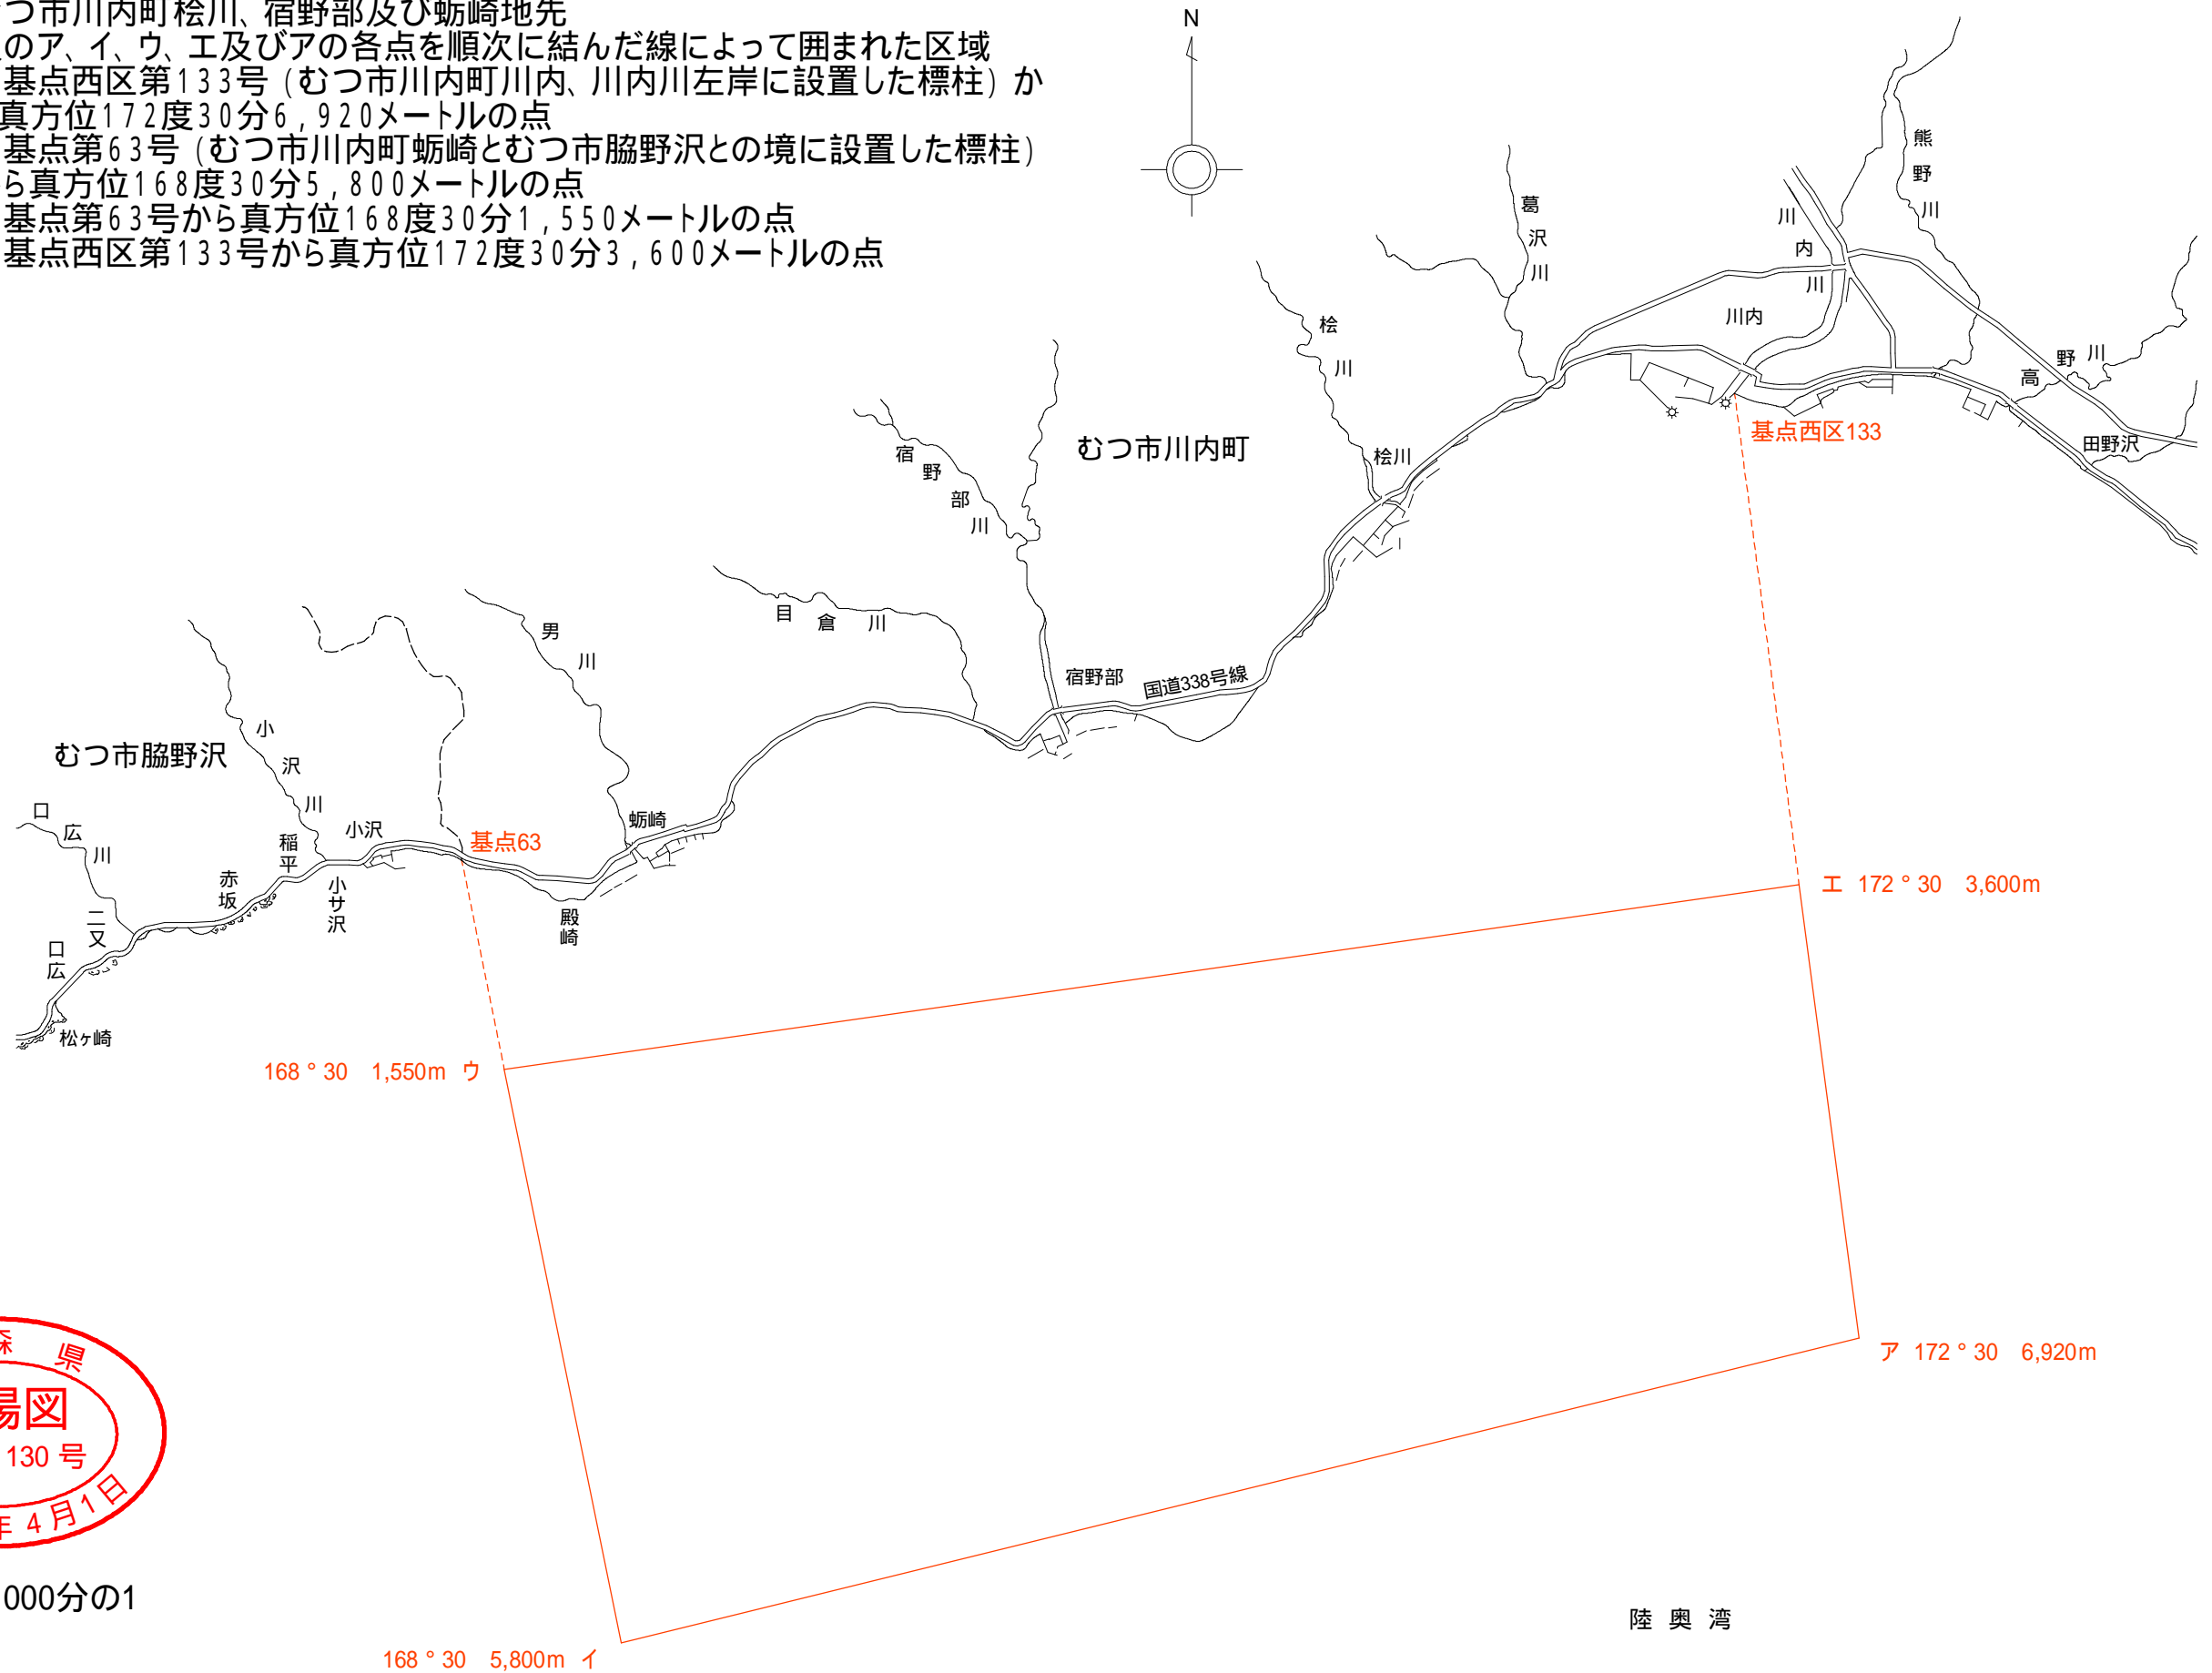 つ市川内町桧川、宿野部及び蛎崎地先
のア、イ、ウ、エ及びアの各点を順次に結んだ線によって囲まれた区域
基点西区第133号(むつ市川内町川内、川内川左岸に設置した標柱)か
真方位172度30分6,920メートルの点
基点第63号(むつ市川内町蛎崎とむつ市脇野沢との境に設置した標柱)
ら真方位168度30分5,800メートルの点
基点第63号から真方位168度30分1,550メートルの点
基点西区第133号から真方位172度30分3,600メートルの点
N
熊野川
葛沢川
川内川
川内
桧川
高野川
田野沢
基点西区133
むつ市川内町
桧川
宿野部川
目倉川
男川
宿野部
国道338号線
むつ市脇野沢
小沢川
口広川
小沢
稲平
基点63
蛎崎
赤坂
小サ沢
殿崎
二又
口広
松ヶ崎
エ 172°30 3,600m
168°30 1,550m ウ
ア 172°30 6,920m
168°30 5,800m イ
森県
場図
130号
年4月1日
000分の1
陸奥湾